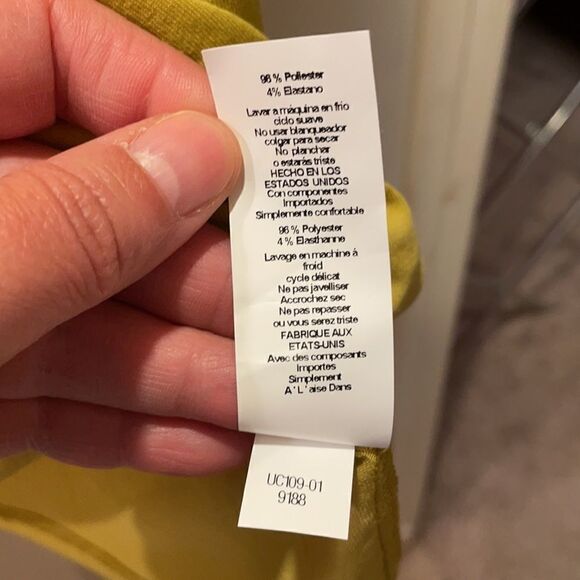 96% Poliester
4% Elastano
Lavar a máquina en frio
ciclo suave
No usar blanqueador
colgar para secar
No planchar
o estarás triste
HECHO EN LOS
ESTADOS UNIDOS
Con componentes
Importados
Simplemente confortable
96% Polyester
4% Elasthanne
Lavage en machine á
froid
cycle délicat
Ne pas javelliser
Accrochez sec
Ne pas repasser
ou vous serez triste
FABRIQUE AUX
ETATS-UNIS
Avec des composants
Importes
Simplement
A'L'aise Dans
UC109-01
9188